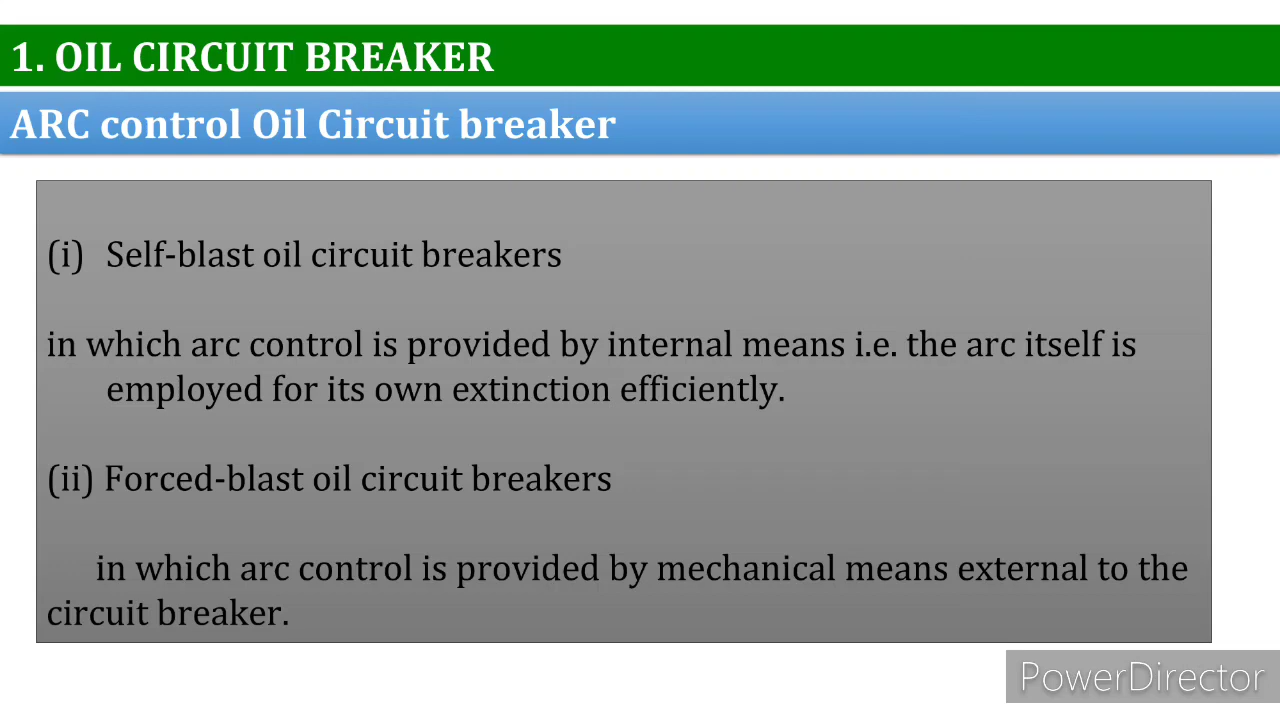 1. OIL CIRCUIT BREAKER
ARC control Oil Circuit breaker
(i) Self-blast oil circuit breakers
in which arc control is provided by internal means i.e. the arc itself is
employed for its own extinction efficiently.
(ii) Forced-blast oil circuit breakers
in which arc control is provided by mechanical means external to the
circuit breaker.
PowerDirector